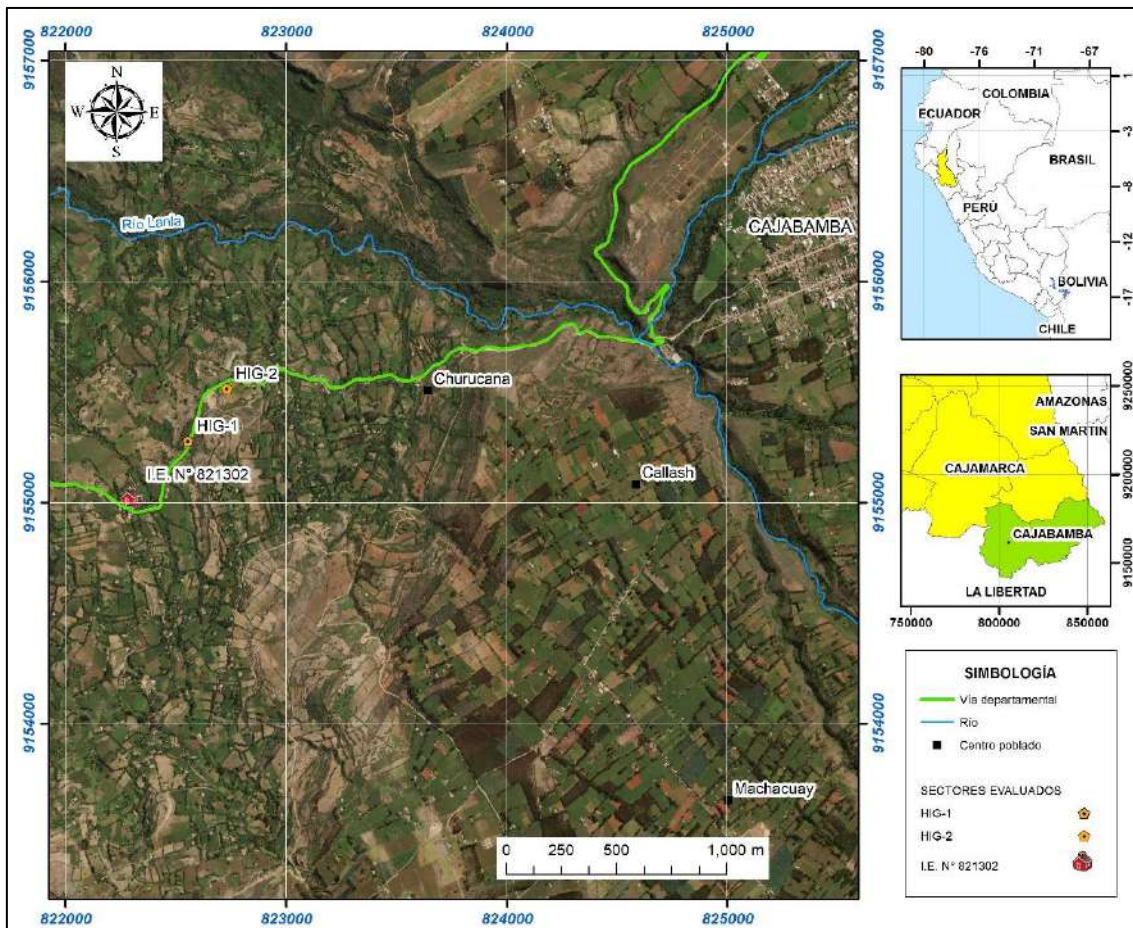 822000
823000
824000
825000
9157000
9157000
N
W
E
S
Río Lanla
CAJABAMBA
9156000
9156000
HIG-2
Churucana
HIG-1
I.E. N° 821302
Callash
9155000
9155000
9154000
9154000
Machacuay
0 250 500 1,000 m
822000
823000
824000
825000
-80 -76 -73 -69 -67
1
COLOMBIA
ECUADOR
-3
BRASIL
-8
PERÚ
-12
BOLIVIA
-17
CHILE
9250000
AMAZONAS
SAN MARTIN
CAJAMARCA
9200000
CAJABAMBA
9150000
LA LIBERTAD
750000 800000 850000
SIMBOLOGÍA
Vía departamental
Río
Centro poblado
SECTORES EVALUADOS
HIG-1
HIG-2
I.E. N° 821302